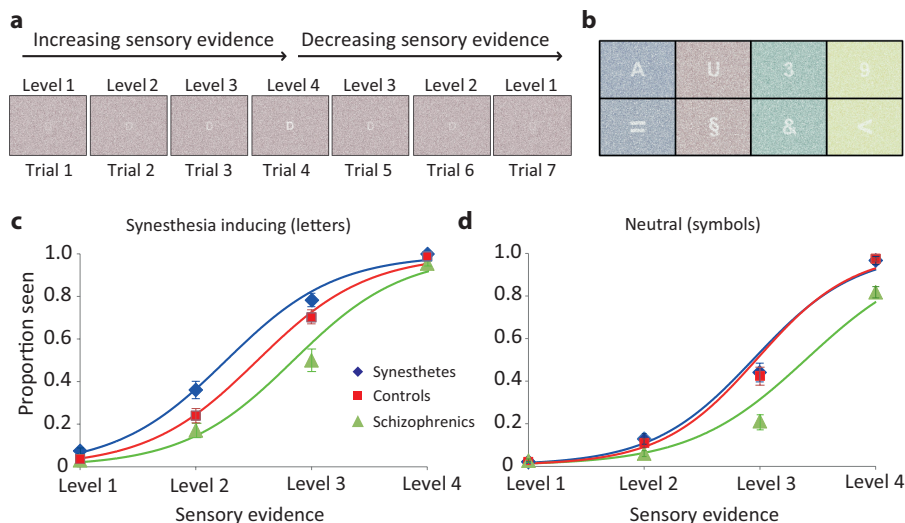 a
Increasing sensory evidence
Decreasing sensory evidence
Level 1 Level 2 Level 3 Level 4 Level 3 Level 2 Level 1
D D D D D
Trial 1 Trial 2 Trial 3 Trial 4 Trial 5 Trial 6 Trial 7
b
A U 3 9
= § & <
c
Synesthesia inducing (letters)
Proportion seen
1.0
0.8
0.6
0.4
0.2
0
Synesthetes
Controls
Schizophrenics
Level 1 Level 2 Level 3 Level 4
Sensory evidence
d
Neutral (symbols)
1.0
0.8
0.6
0.4
0.2
0
Level 1 Level 2 Level 3 Level 4
Sensory evidence